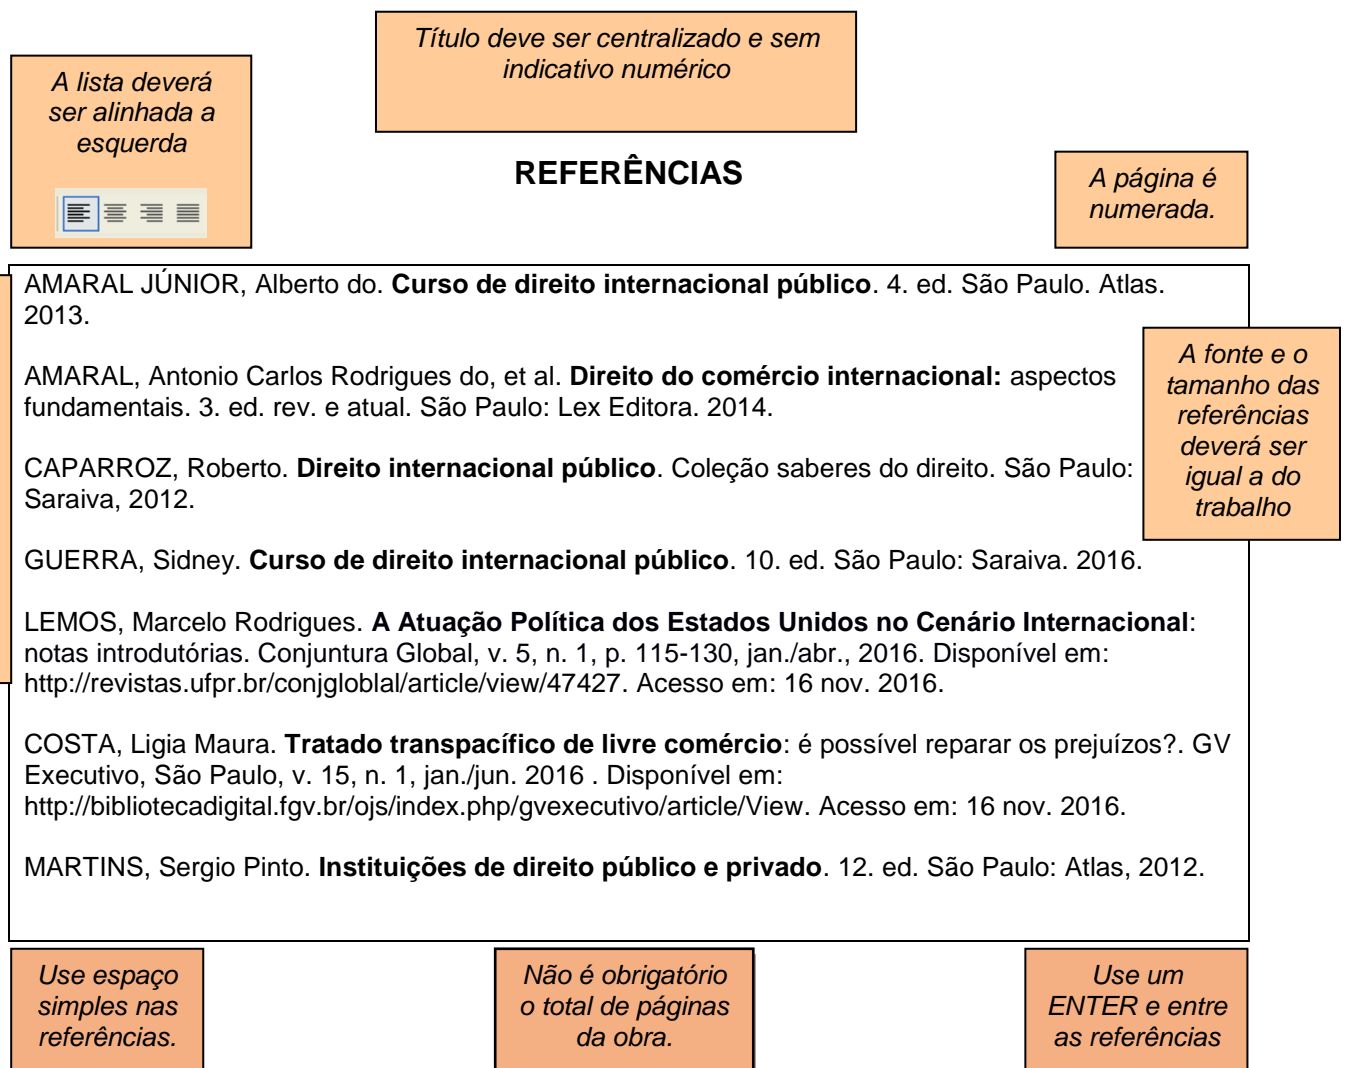 Título deve ser centralizado e sem
indicativo numérico
A lista deverá
ser alinhada a
esquerda
REFERÊNCIAS
A página é
numerada.
AMARAL JÚNIOR, Alberto do. Curso de direito internacional público. 4. ed. São Paulo. Atlas.
2013.
AMARAL, Antonio Carlos Rodrigues do, et al. Direito do comércio internacional: aspectos
fundamentais. 3. ed. rev. e atual. São Paulo: Lex Editora. 2014.
CAPARROZ, Roberto. Direito internacional público. Coleção saberes do direito. São Paulo:
Saraiva, 2012.
GUERRA, Sidney. Curso de direito internacional público. 10. ed. São Paulo: Saraiva. 2016.
LEMOS, Marcelo Rodrigues. A Atuação Política dos Estados Unidos no Cenário Internacional:
notas introdutórias. Conjuntura Global, v. 5, n. 1, p. 115-130, jan./abr., 2016. Disponível em:
http://revistas.ufpr.br/conjgloblal/article/view/47427. Acesso em: 16 nov. 2016.
COSTA, Ligia Maura. Tratado transpacífico de livre comércio: é possível reparar os prejuízos?. GV
Executivo, São Paulo, v. 15, n. 1, jan./jun. 2016 . Disponível em:
http://bibliotecadigital.fgv.br/ojs/index.php/gvexecutivo/article/View. Acesso em: 16 nov. 2016.
MARTINS, Sergio Pinto. Instituições de direito público e privado. 12. ed. São Paulo: Atlas, 2012.
A fonte e o
tamanho das
referências
deverá ser
igual a do
trabalho
Use espaço
simples nas
referências.
Não é obrigatório
o total de páginas
da obra.
Use um
ENTER e entre
as referências